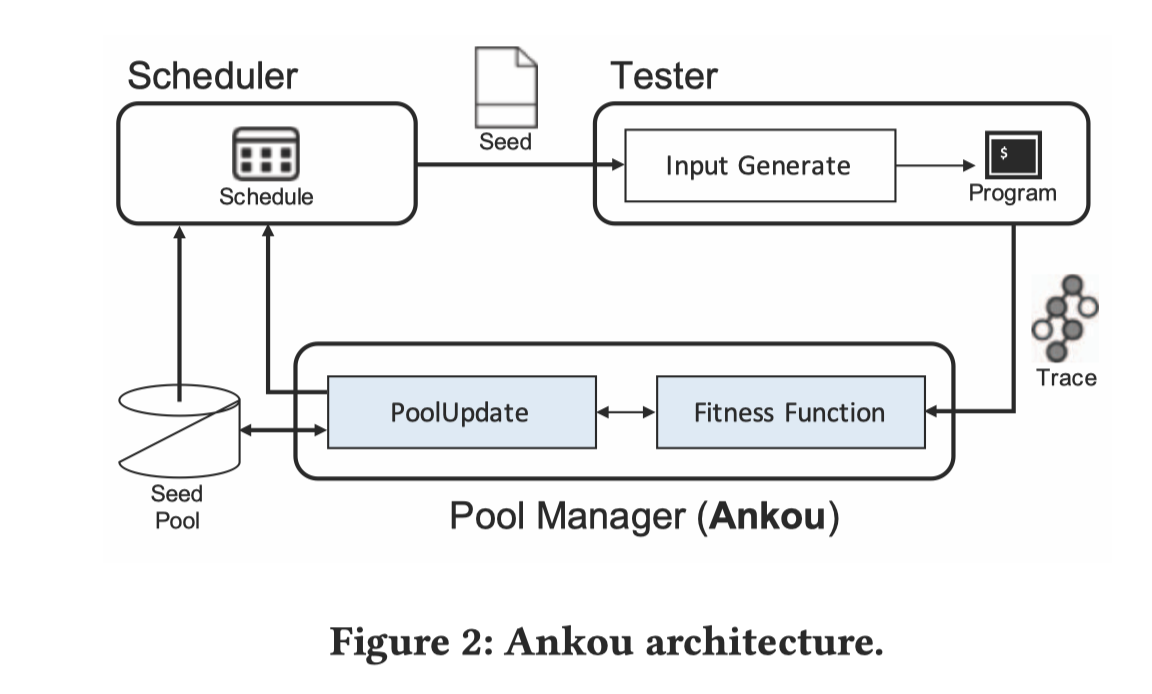 Scheduler
Seed
Tester
Schedule
Input Generate
$
Program
Trace
PoolUpdate
Fitness Function
Seed
Pool
Pool Manager (Ankou)
Figure 2: Ankou architecture.